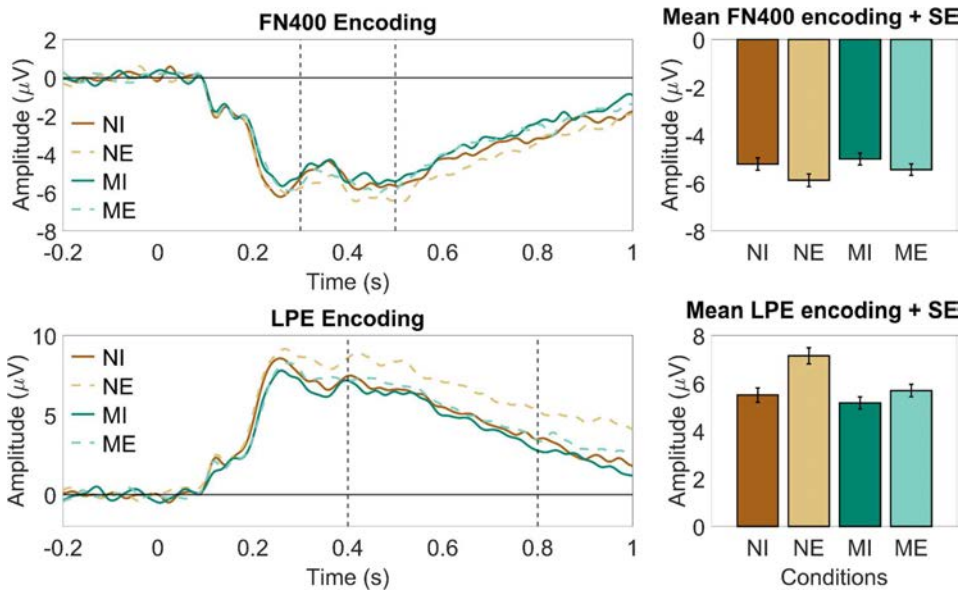 FN400 Encoding
2
0
-2
-4
-6
-8
Amplitude (μV)
NI
NE
MI
ME
-0.2
0
0.2
0.4
0.6
0.8
1
Time (s)
Mean FN400 encoding + SE
0
-2
-4
-6
-8
Amplitude (μV)
NI NE MI ME
LPE Encoding
10
5
0
Amplitude (μV)
NI
NE
MI
ME
-0.2
0
0.2
0.4
0.6
0.8
1
Time (s)
Mean LPE encoding + SE
8
6
4
2
0
Amplitude (μV)
NI NE MI ME
Conditions